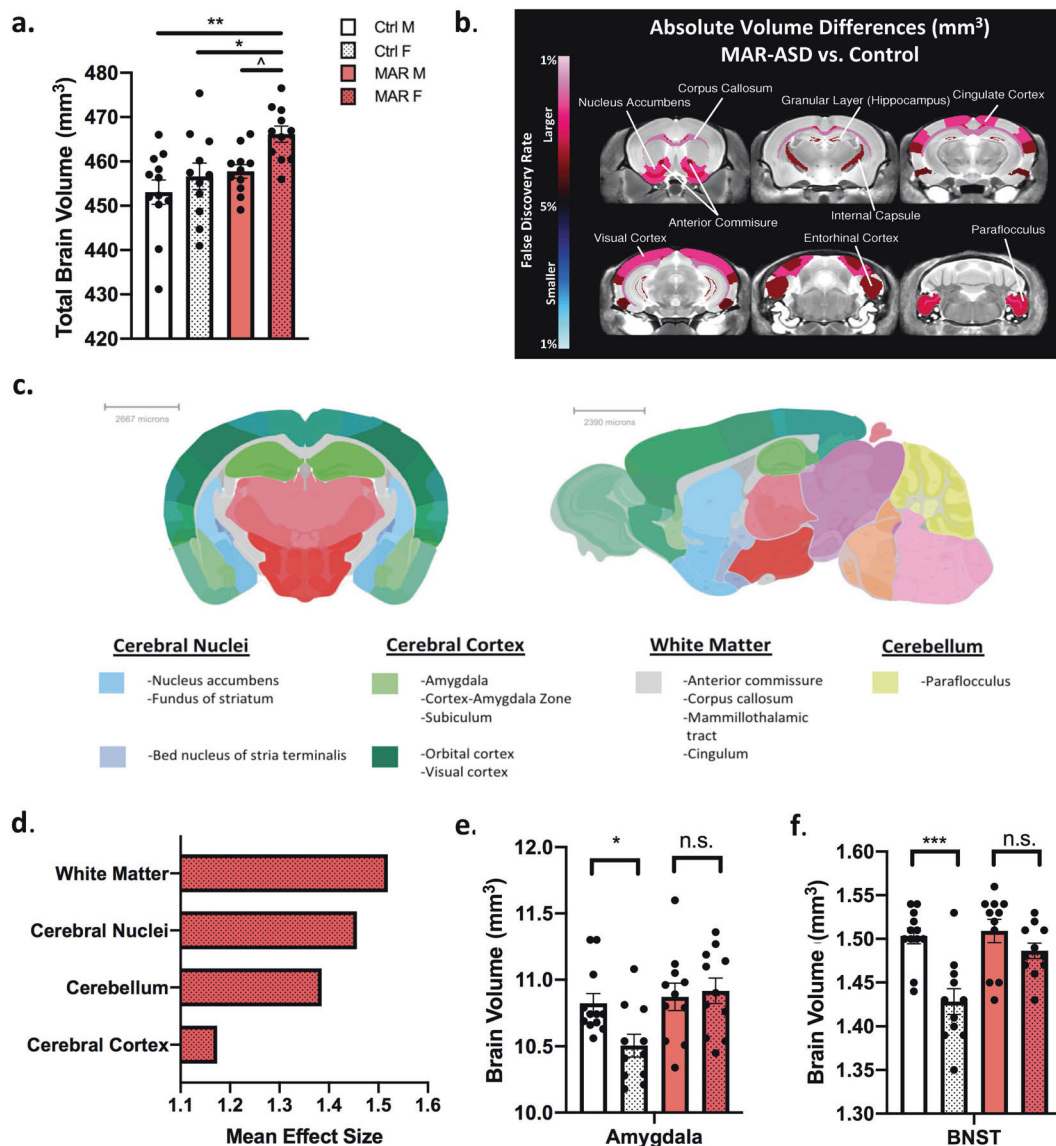 a.
**
*
^
Ctrl M
Ctrl F
MAR M
MAR F
Total Brain Volume (mm³)
480
470
460
450
440
430
420
b.
Absolute Volume Differences (mm³)
MAR-ASD vs. Control
1%
Larger
5%
Smaller
1%
False Discovery Rate
Nucleus Accumbens
Corpus Callosum
Granular Layer (Hippocampus)
Cingulate Cortex
Anterior Commisure
Internal Capsule
Visual Cortex
Entorhinal Cortex
Paraflocculus
c.
2667 microns
2390 microns
Cerebral Nuclei
-Nucleus accumbens
-Fundus of striatum
-Bed nucleus of stria terminalis
Cerebral Cortex
-Amygdala
-Cortex-Amygdala Zone
-Subiculum
-Orbital cortex
-Visual cortex
White Matter
-Anterior commissure
-Corpus callosum
-Mammillothalamic
tract
-Cingulum
Cerebellum
-Paraflocculus
d.
White Matter
Cerebral Nuclei
Cerebellum
Cerebral Cortex
1.1 1.2 1.3 1.4 1.5 1.6
Mean Effect Size
e.
* n.s.
Brain Volume (mm³)
12.0
11.5
11.0
10.5
10.0
Amygdala
f.
*** n.s.
Brain Volume (mm³)
1.60
1.55
1.50
1.45
1.40
1.35
1.30
BNST